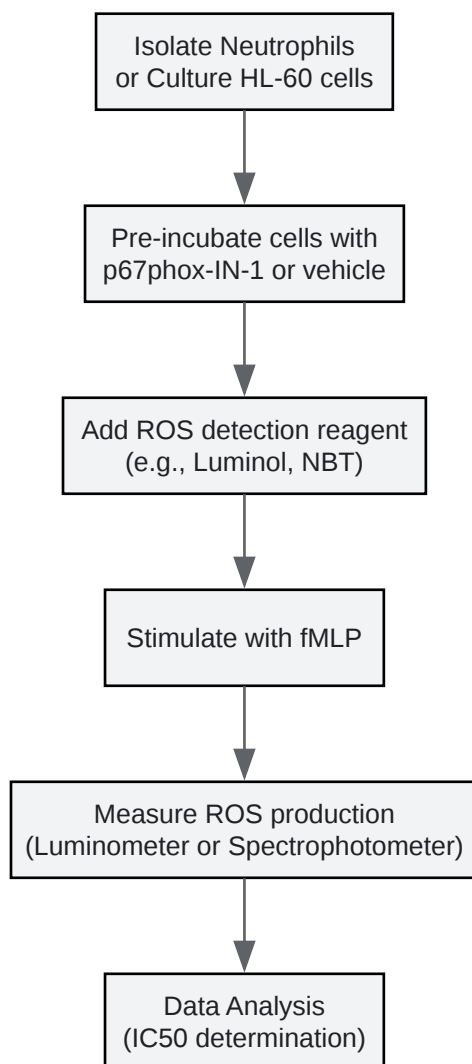 Isolate Neutrophils
or Culture HL-60 cells
Pre-incubate cells with
p67phox-IN-1 or vehicle
Add ROS detection reagent
(e.g., Luminol, NBT)
Stimulate with fMLP
Measure ROS production
(Luminometer or Spectrophotometer)
Data Analysis
(IC50 determination)